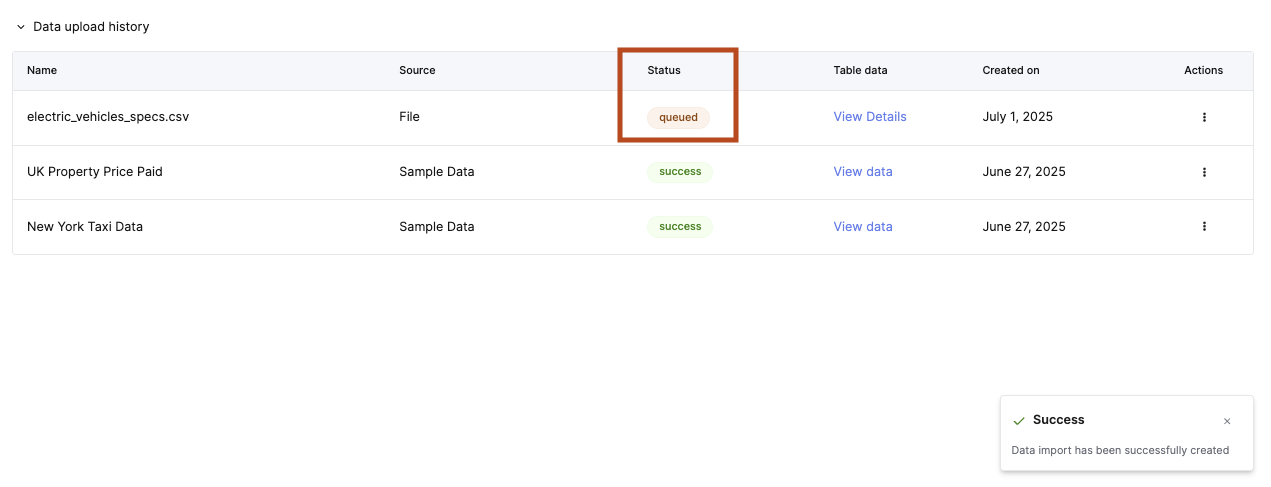 Data upload history
Name Source Status Table data Created on Actions
electric_vehicles_specs.csv File queued View Details July 1, 2025
UK Property Price Paid Sample Data success View data June 27, 2025
New York Taxi Data Sample Data success View data June 27, 2025
Success
Data import has been successfully created